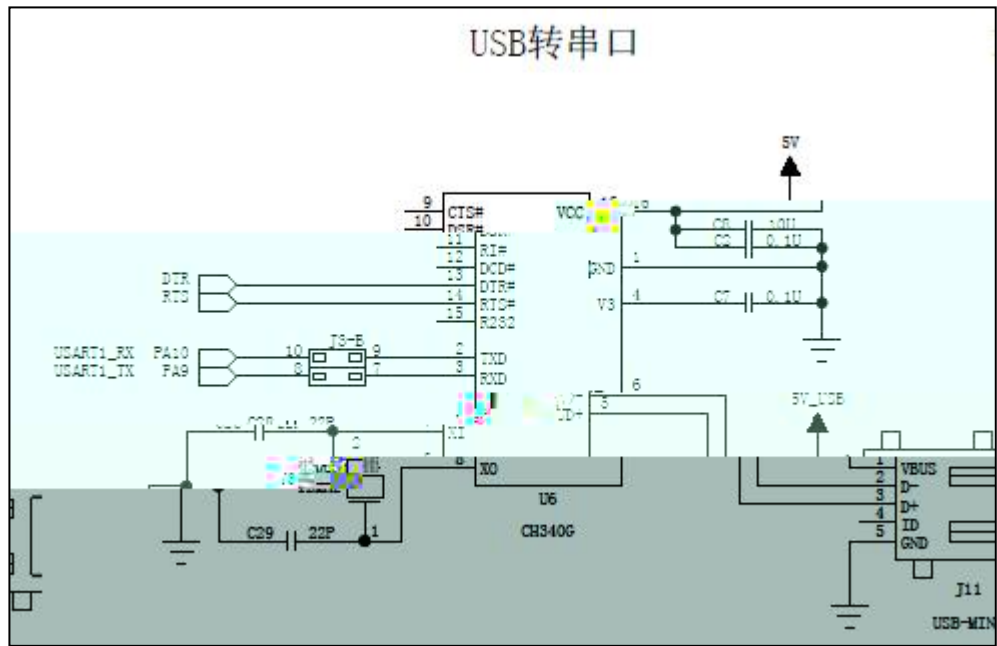 USB转串口
5V
9 CTS#
10 DSR#
11 RI#
12 DCD#
DTR 13 DTR#
RTS 14 RTS#
15 R232
VCC
10U
C2 0.1U
GND 1
V3 4 C7 0.1U
J3-B
USART1_RX PA10 10 9 2 TXD
USART1_TX PA9 8 7 3 RXD
6
5
D+
5V_USB
22P
2
XI
8 XO
U6
CH340G
C29 22P 1
1 VBUS
2 D-
3 D+
4 ID
5 GND
J11
USB-MIN